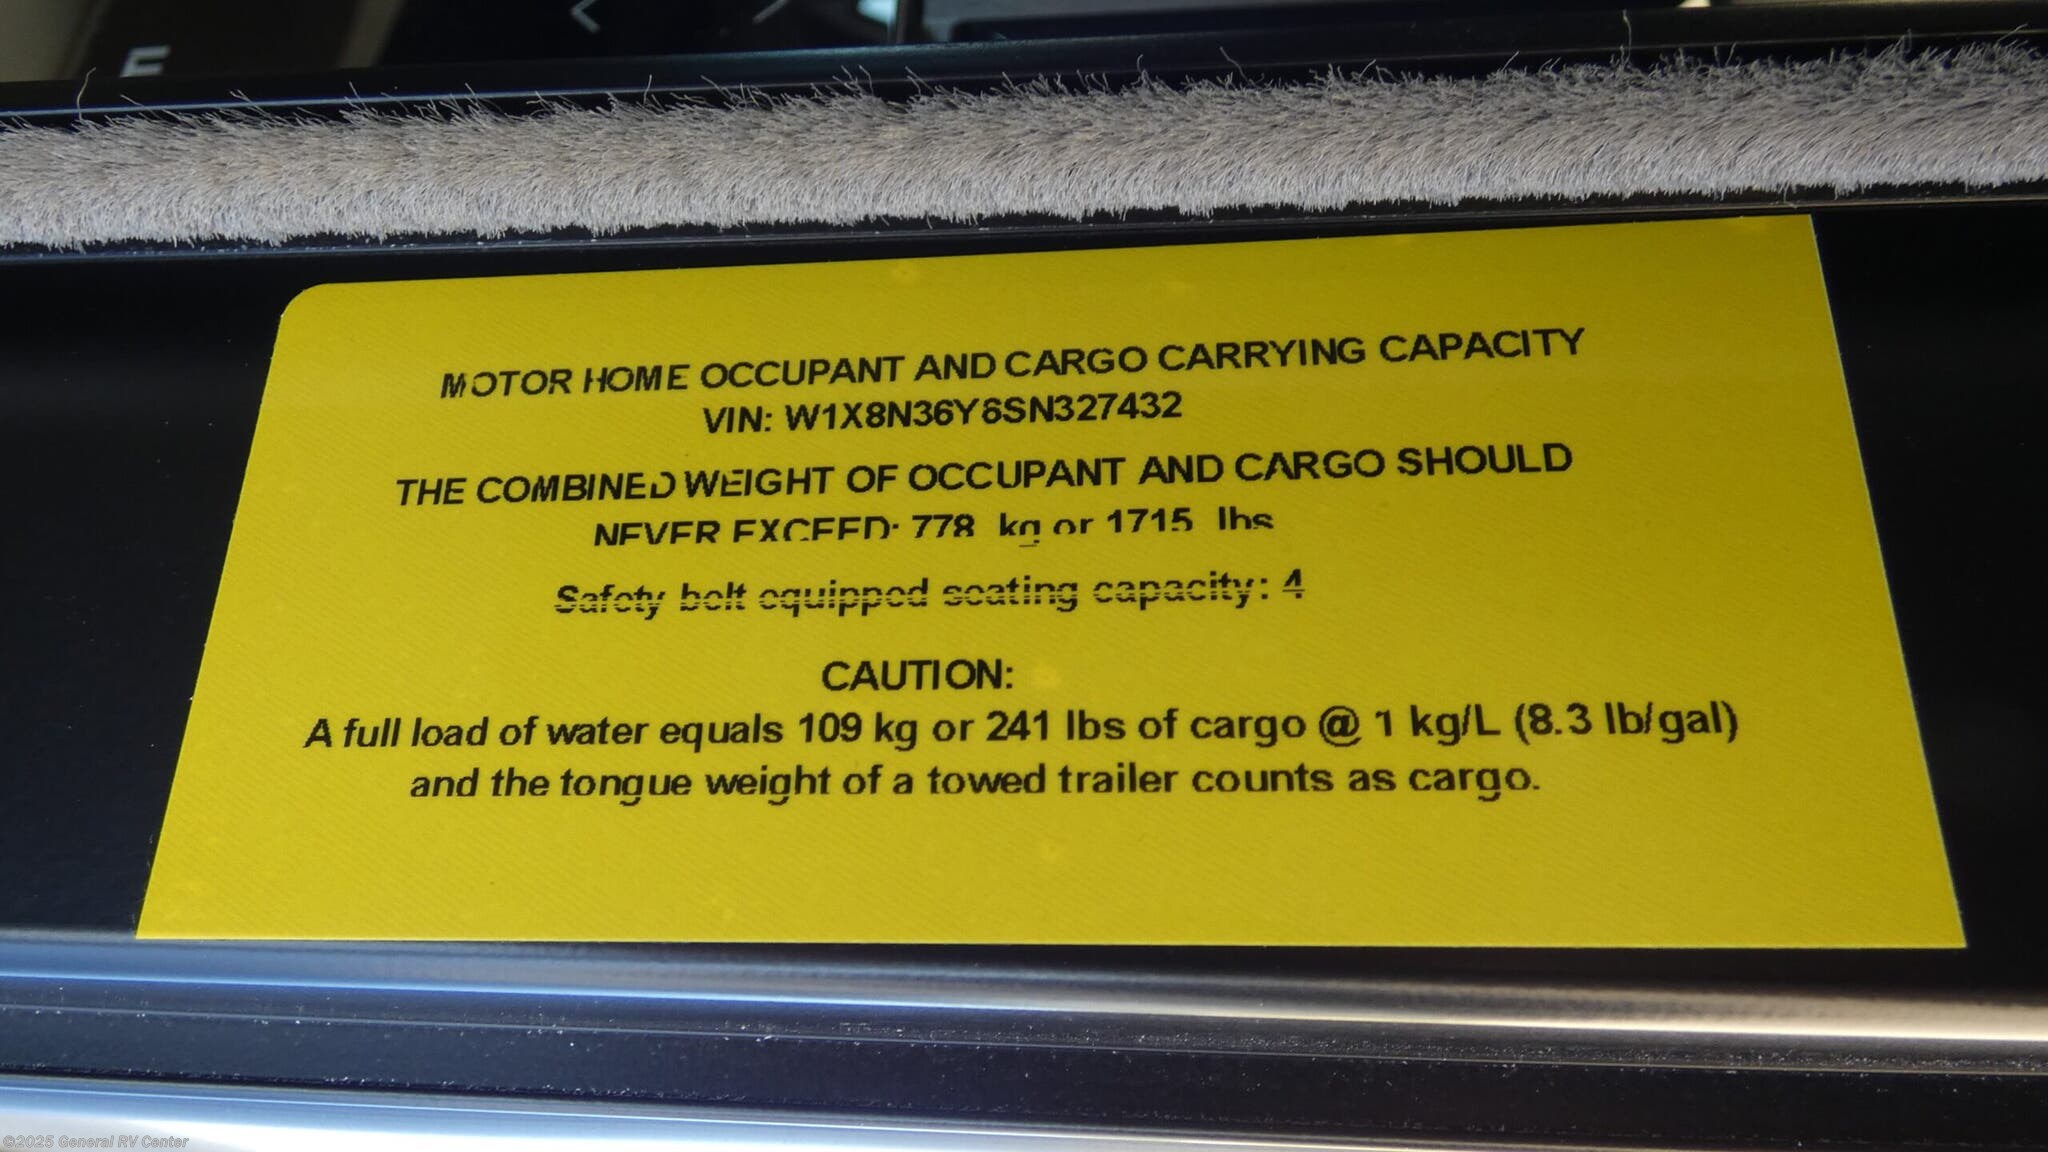 MOTOR HOME OCCUPANT AND CARGO CARRYING CAPACITY
VIN: W1X8N36Y8SN327432
THE COMBINED WEIGHT OF OCCUPANT AND CARGO SHOULD
NEVER EXCEED: 778 kg or 1715 lbs
Safety belt equipped seating capacity: 4
CAUTION:
A full load of water equals 109 kg or 241 lbs of cargo @ 1 kg/L (8.3 lb/gal)
and the tongue weight of a towed trailer counts as cargo.
©2025 General RV Center